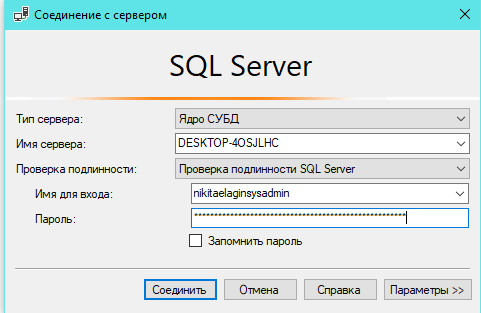 Соединение с сервером
SQL Server
Тип сервера: Ядро СУБД
Имя сервера: DESKTOP-4OSJLHC
Проверка подлинности: Проверка подлинности SQL Server
Имя для входа: nikitaelaginsysadmin
Пароль: ****************************************************
Запомнить пароль
Соединить Отмена Справка Параметры >>